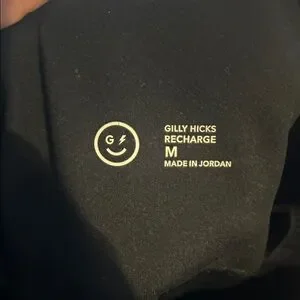 G
GILLY HICKS
RECHARGE
M
MADE IN JORDAN